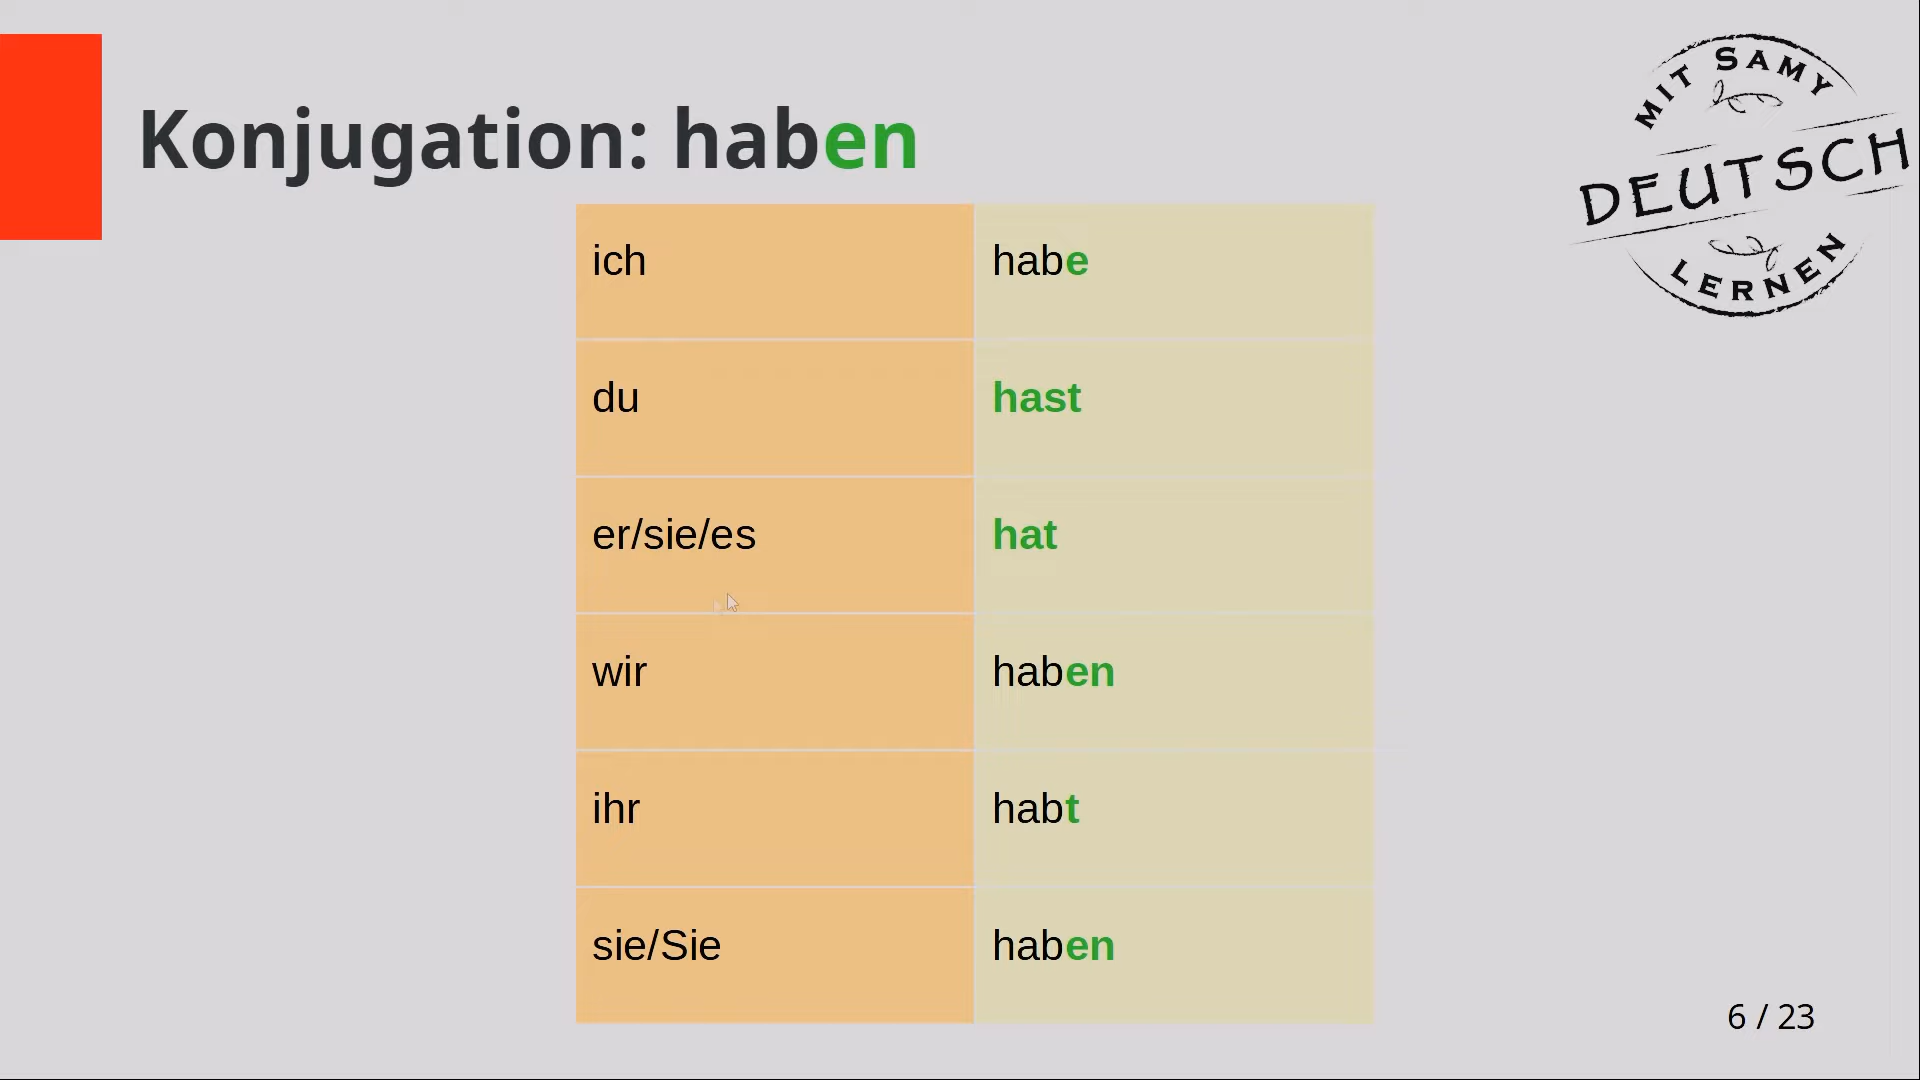 Konjugation: haben
MIT SAMY
DEUTSCH
LERNEN
ich habe
du hast
er/sie/es hat
wir haben
ihr habt
sie/Sie haben
6 / 23